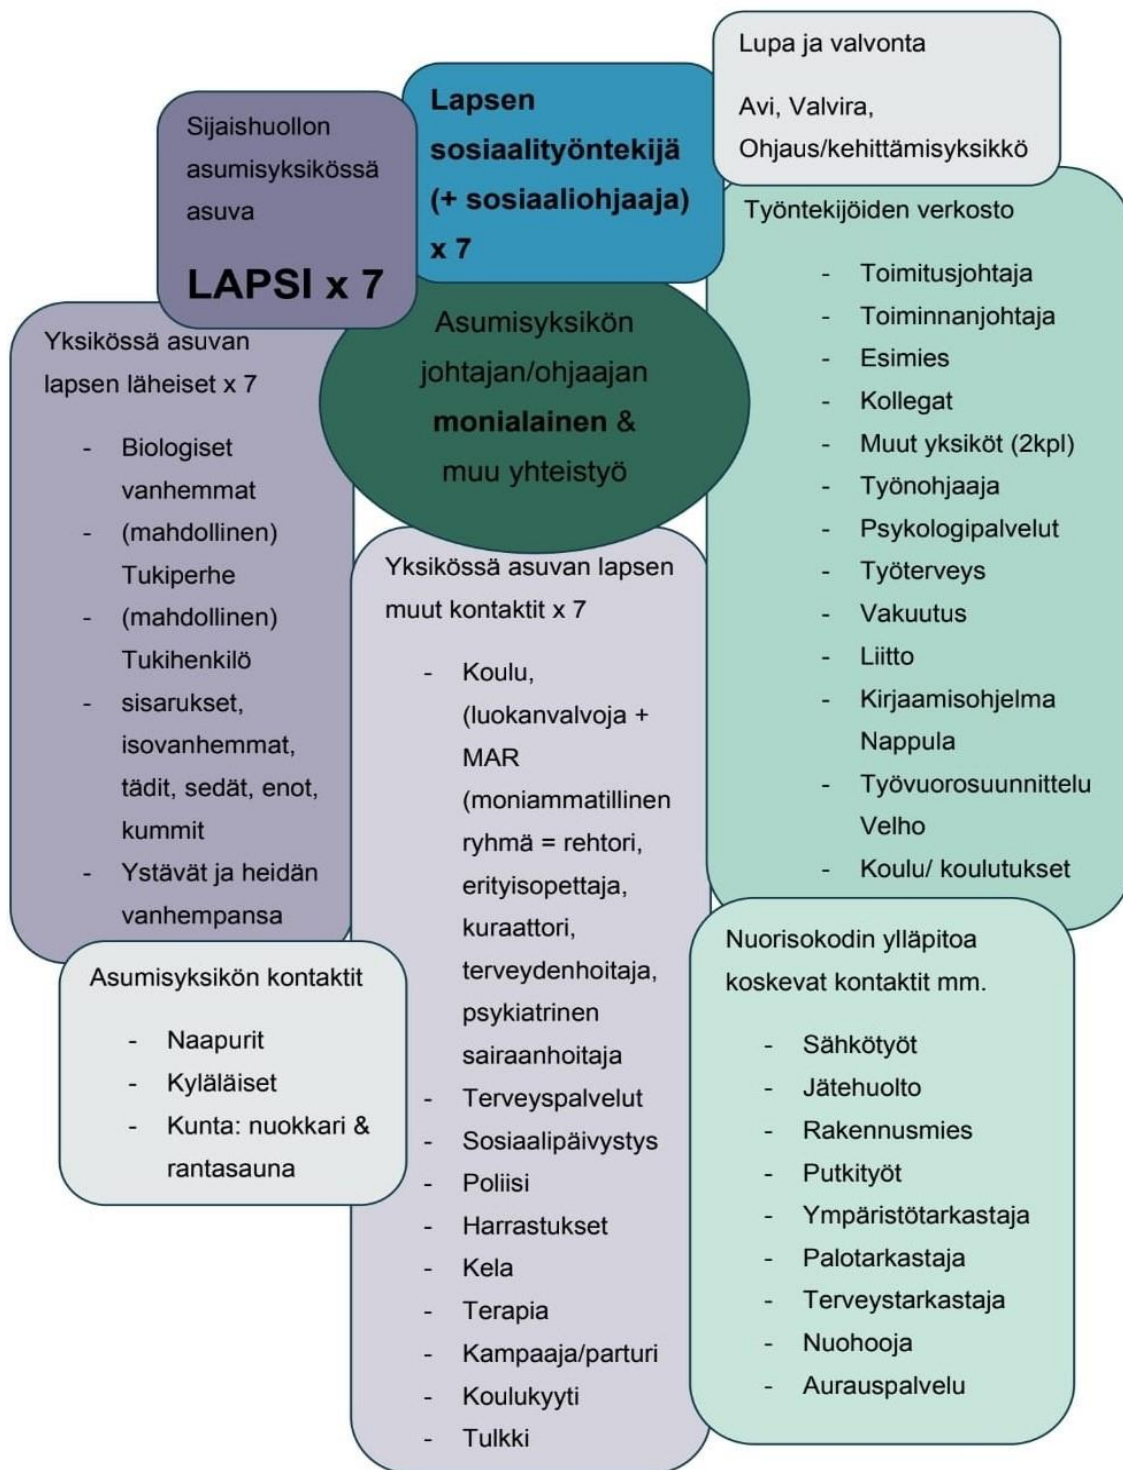 Sijaishuollon
asumisyksikössä
asuva
LAPSI x 7
Lapsen
sosiaalityöntekijä
(+ sosiaaliohjaaja)
x 7
Lupa ja valvonta
Avi, Valvira,
Ohjaus/kehittämisyksikkö
Asumisyksikön
johtajan/ohjaajan
monialainen &
muu yhteistyö
Yksikössä asuvan
lapsen läheiset x 7
- Biologiset
vanhemmat
- (mahdollinen)
Tukiperhe
- (mahdollinen)
Tukihenkilö
- sisarukset,
isovanhemmat,
tädit, sedät, enot,
kummit
- Ystävät ja heidän
vanhempansa
Asumisyksikön kontaktit
- Naapurit
- Kyläläiset
- Kunta: nuokkari &
rantasauna
Yksikössä asuvan lapsen
muut kontaktit x 7
- Koulu,
(luokanvalvoja +
MAR
(moniammatillinen
ryhmä = rehtori,
erityisopettaja,
kuraattori,
terveydenhoitaja,
psykiatrinen
sairaanhoitaja
- Terveyspalvelut
- Sosiaalipäivystys
- Poliisi
- Harrastukset
- Kela
- Terapia
- Kampaaja/parturi
- Koulukyyti
- Tulkki
Työntekijöiden verkosto
- Toimitusjohtaja
- Toiminnanjohtaja
- Esimies
- Kollegat
- Muut yksiköt (2kpl)
- Työnohjaaja
- Psykologipalvelut
- Työterveys
- Vakuutus
- Liitto
- Kirjaamisohjelma
Nappula
- Työvuorosuunnittelu
Velho
- Koulu/ koulutukset
Nuorisokodin ylläpitoa
koskevat kontaktit mm.
- Sähkötyöt
- Jätehuolto
- Rakennusmies
- Putkityöt
- Ympäristötarkastaja
- Palotarkastaja
- Terveystarkastaja
- Nuohooja
- Aurauspalvelu